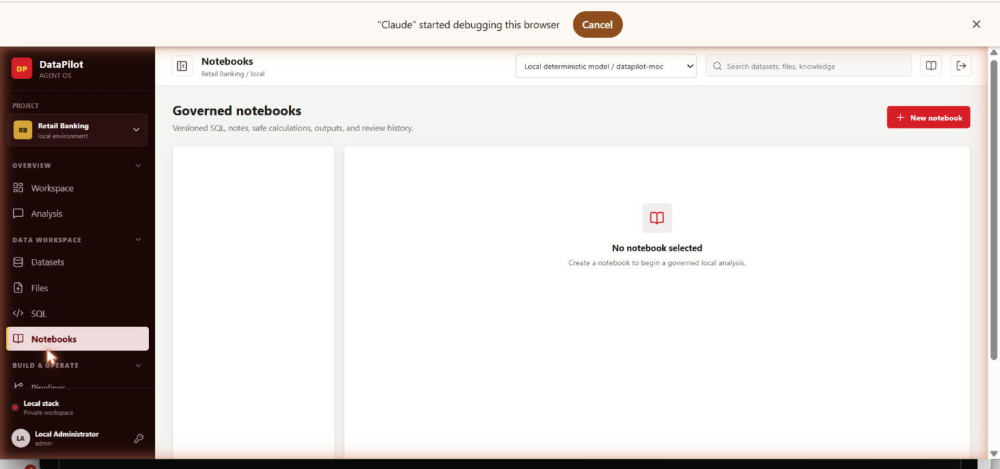 "Claude" started debugging this browser
Cancel
DP
DataPilot
AGENT OS
PROJECT
RB
Retail Banking
local environment
OVERVIEW
Workspace
Analysis
DATA WORKSPACE
Datasets
Files
SQL
Notebooks
BUILD & OPERATE
Pipelines
Local stack
Private workspace
LA
Local Administrator
admin
Notebooks
Retail Banking / local
Local deterministic model / datapilot-moc
Search datasets, files, knowledge
Governed notebooks
Versioned SQL, notes, safe calculations, outputs, and review history.
New notebook
No notebook selected
Create a notebook to begin a governed local analysis.